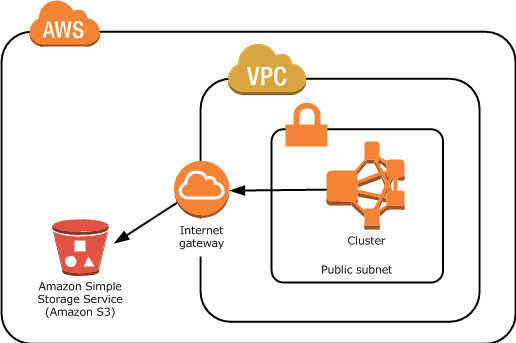 AWS
VPC
Internet
gateway
Cluster
Public subnet
Amazon Simple
Storage Service
(Amazon S3)